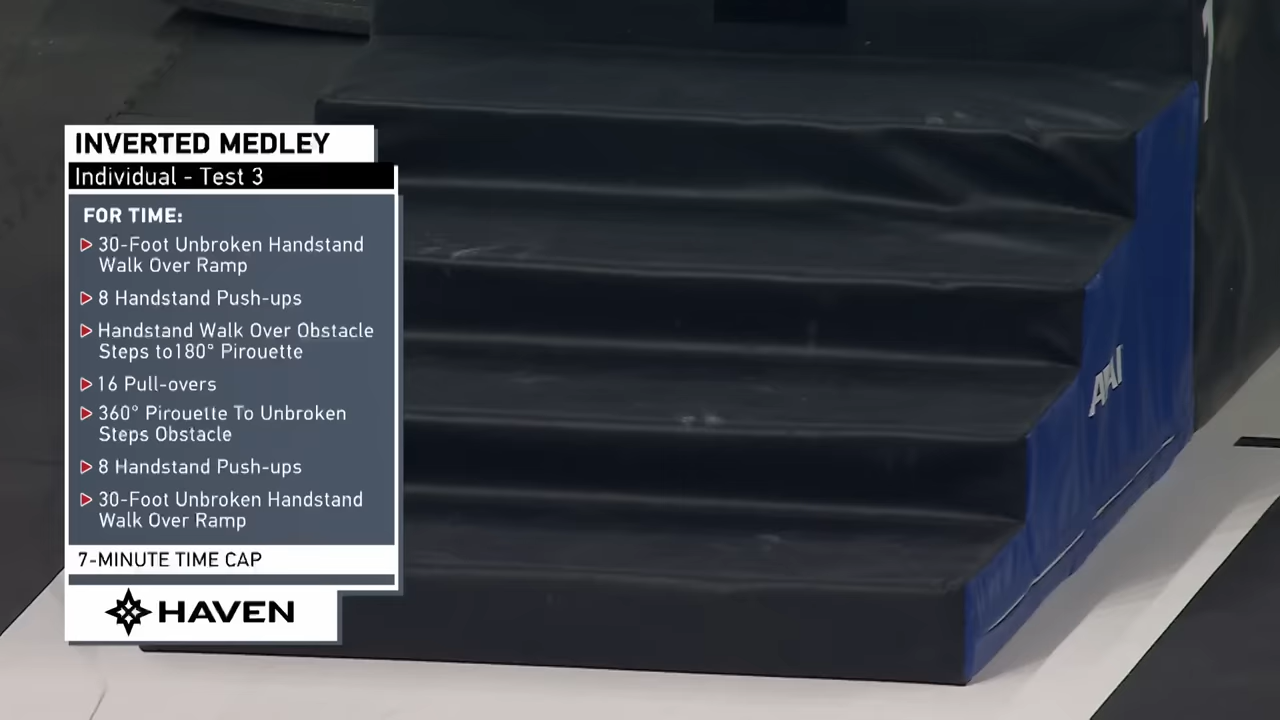 INVERTED MEDLEY
Individual - Test 3
FOR TIME:
30-Foot Unbroken Handstand
Walk Over Ramp
8 Handstand Push-ups
Handstand Walk Over Obstacle
Steps to180° Pirouette
16 Pull-overs
360° Pirouette To Unbroken
Steps Obstacle
8 Handstand Push-ups
30-Foot Unbroken Handstand
Walk Over Ramp
7-MINUTE TIME CAP
HAVEN
AAI